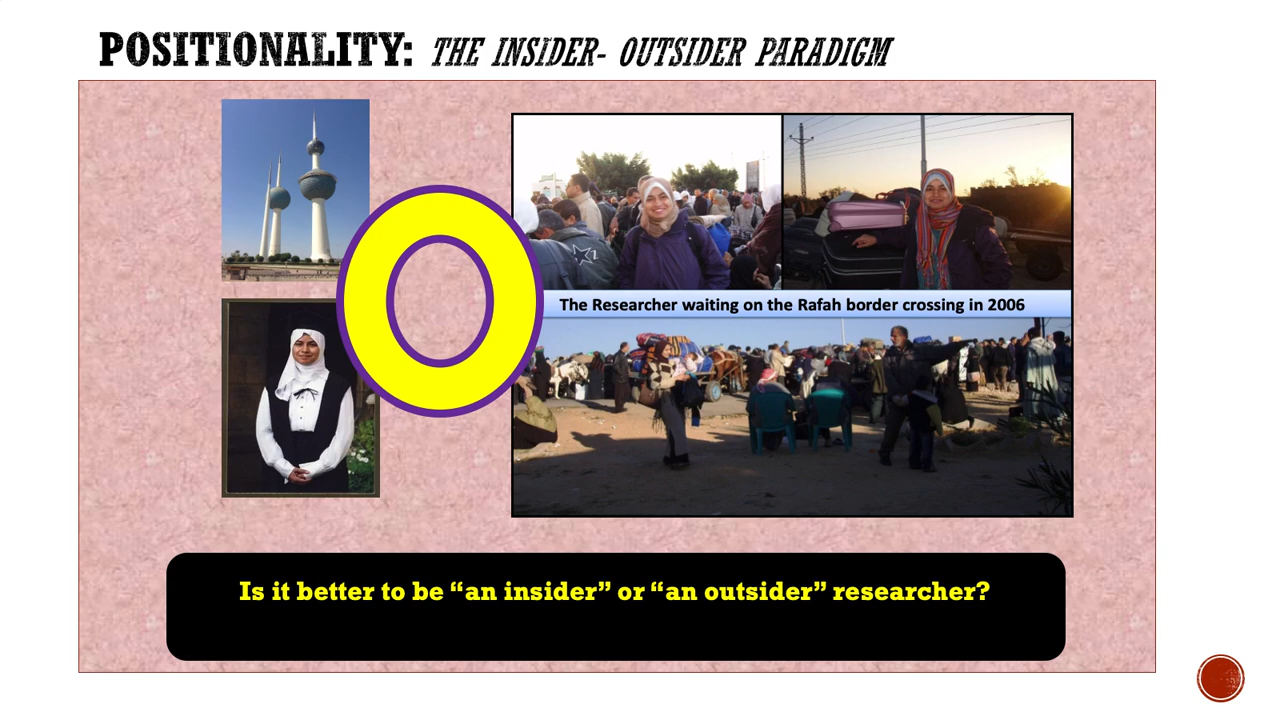 POSITIONALITY: THE INSIDER- OUTSIDER PARADIGM
The Researcher waiting on the Rafah border crossing in 2006
Is it better to be “an insider” or “an outsider” researcher?